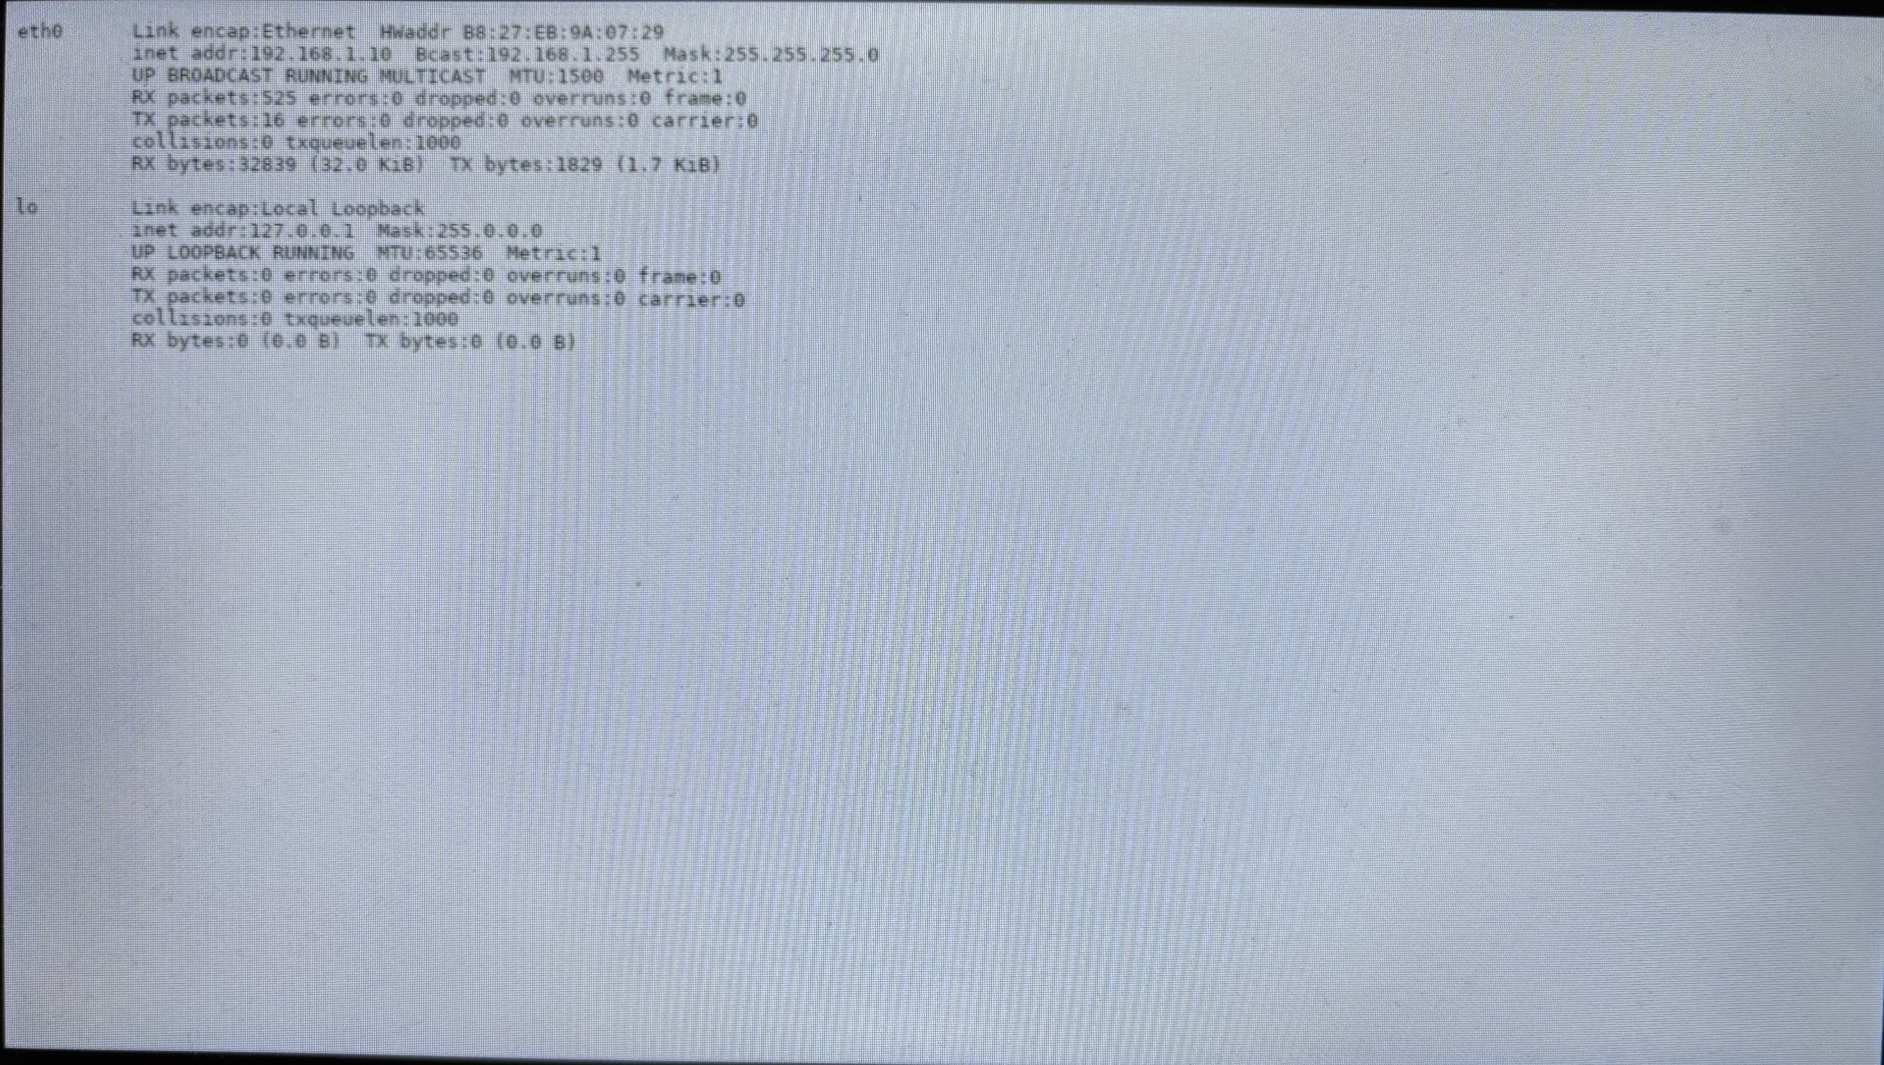 eth0 Link encap:Ethernet HWaddr B8:27:EB:9A:07:29
inet addr:192.168.1.10 Bcast:192.168.1.255 Mask:255.255.255.0
UP BROADCAST RUNNING MULTICAST MTU:1500 Metric:1
RX packets:525 errors:0 dropped:0 overruns:0 frame:0
TX packets:16 errors:0 dropped:0 overruns:0 carrier:0
collisions:0 txqueuelen:1000
RX bytes:32839 (32.0 KiB) TX bytes:1829 (1.7 KiB)
lo Link encap:Local Loopback
inet addr:127.0.0.1 Mask:255.0.0.0
UP LOOPBACK RUNNING MTU:65536 Metric:1
RX packets:0 errors:0 dropped:0 overruns:0 frame:0
TX packets:0 errors:0 dropped:0 overruns:0 carrier:0
collisions:0 txqueuelen:1000
RX bytes:0 (0.0 B) TX bytes:0 (0.0 B)